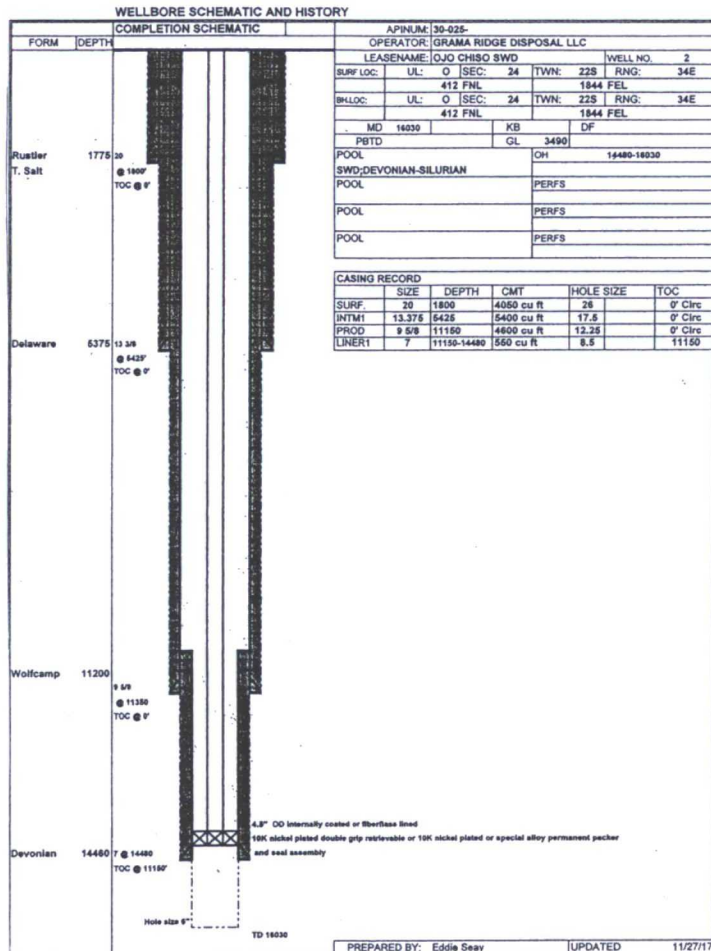 WELLBORE SCHEMATIC AND HISTORY
COMPLETION SCHEMATIC
FORM DEPTH
APINUM: 30-025-
OPERATOR: GRAMA RIDGE DISPOSAL LLC
LEASENAME: OJO CHISO SWD WELL NO. 2
SURF LOC: UL: O SEC: 24 TWN: 22S RNG: 34E
412 FNL 1844 FEL
BH LOC: UL: O SEC: 24 TWN: 22S RNG: 34E
412 FNL 1844 FEL
MD 16030 KB DF
PBTD GL 3490
POOL OH 14480-16030
SWD;DEVONIAN-SILURIAN
POOL PERFS
POOL PERFS
POOL PERFS
CASING RECORD
SIZE DEPTH CMT HOLE SIZE TOC
SURF. 20 1800 4050 cu ft 26 0' Circ
INTM1 13.375 5425 5400 cu ft 17.5 0' Circ
PROD 9 5/8 11150 4600 cu ft 12.25 0' Circ
LINER1 7 11150-14480 550 cu ft 8.5 11150
Rustler 1775 20
T. Salt @ 1800'
TOC @ 0'
Delaware 5375 13 3/8
@ 5425'
TOC @ 0'
Wolfcamp 11200
9 5/8
@ 11350
TOC @ 0'
4.5" OD internally coated or fiberflass lined
10K nickel plated double grip retrievable or 10K nickel plated or special alloy permanent packer
and seal assembly
Devonian 14460 7 @ 14480
TOC @ 11150'
Hole size 6"
TD 16030
PREPARED BY: Eddie Seay UPDATED 11/27/17